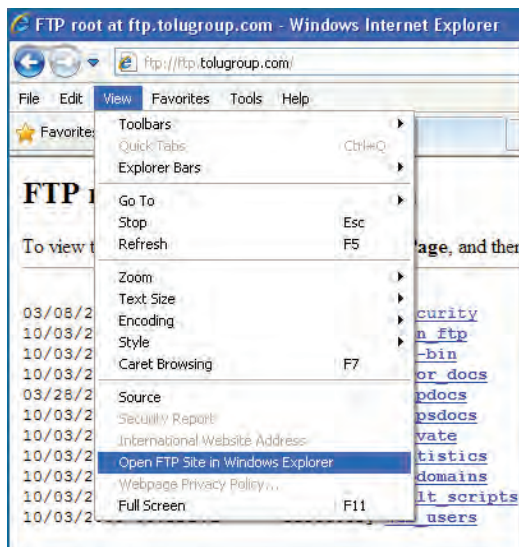 FTP root at ftp.tolugroup.com - Windows Internet Explorer
ftp://ftp.tolugroup.com/
File Edit View Favorites Tools Help
Favorites
Toolbars
Quick Tabs Ctrl+Q
Explorer Bars
FTP
Go To
Stop Esc
Refresh F5
To view age, and then
Zoom
Text Size
Encoding
Style
Caret Browsing F7
Source
Security Report
International Website Address
Open FTP Site in Windows Explorer
Webpage Privacy Policy...
Full Screen F11
03/08/2 curity
10/03/2 n_ftp
10/03/2 -bin
10/03/2 or_docs
03/28/2 pdocs
10/03/2 psdocs
10/03/2 vate
10/03/2 tistics
10/03/2 domains
10/03/2 lt_scripts
10/03/2 users